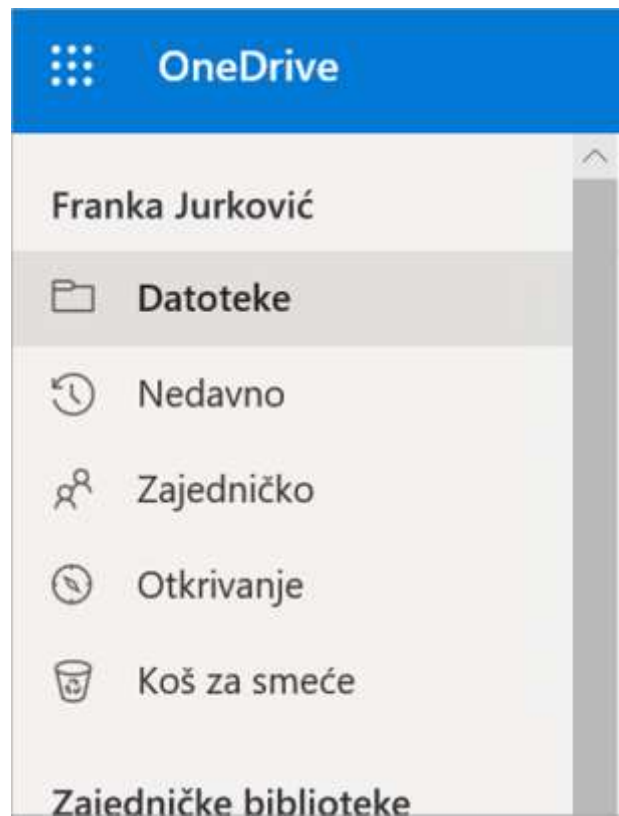 OneDrive
Franka Jurković
Datoteke
Nedavno
Zajedničko
Otkrivanje
Koš za smeće
Zajedničke biblioteke